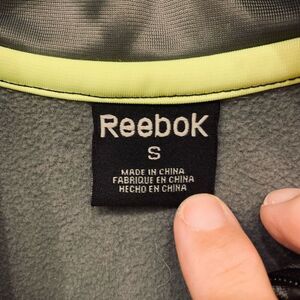 Reebok
S
MADE IN CHINA
FABRIQUE EN CHINA
HECHO EN CHINA